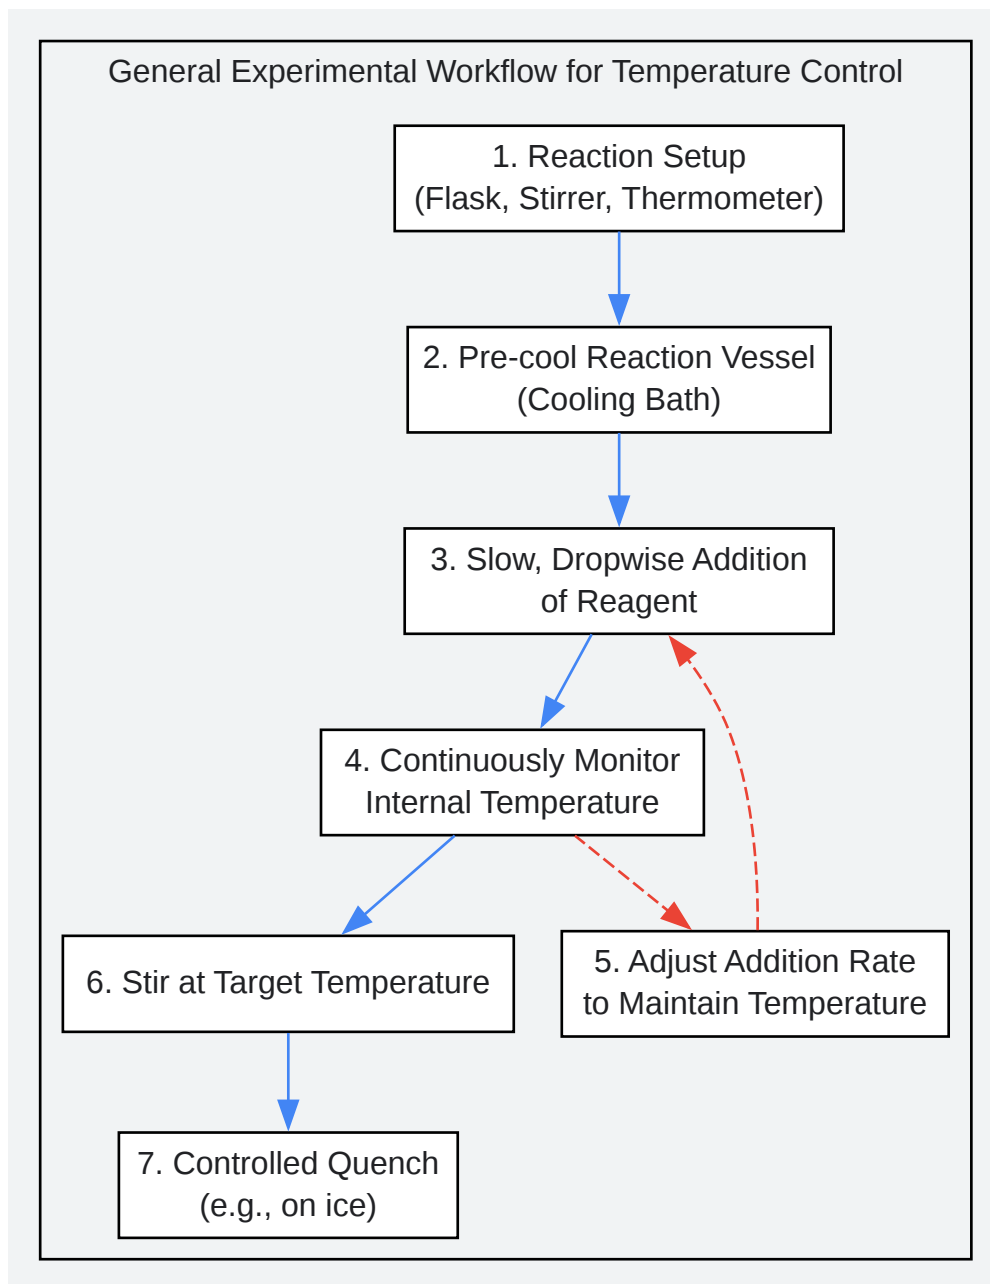 General Experimental Workflow for Temperature Control
1. Reaction Setup
(Flask, Stirrer, Thermometer)
2. Pre-cool Reaction Vessel
(Cooling Bath)
3. Slow, Dropwise Addition
of Reagent
4. Continuously Monitor
Internal Temperature
5. Adjust Addition Rate
to Maintain Temperature
6. Stir at Target Temperature
7. Controlled Quench
(e.g., on ice)